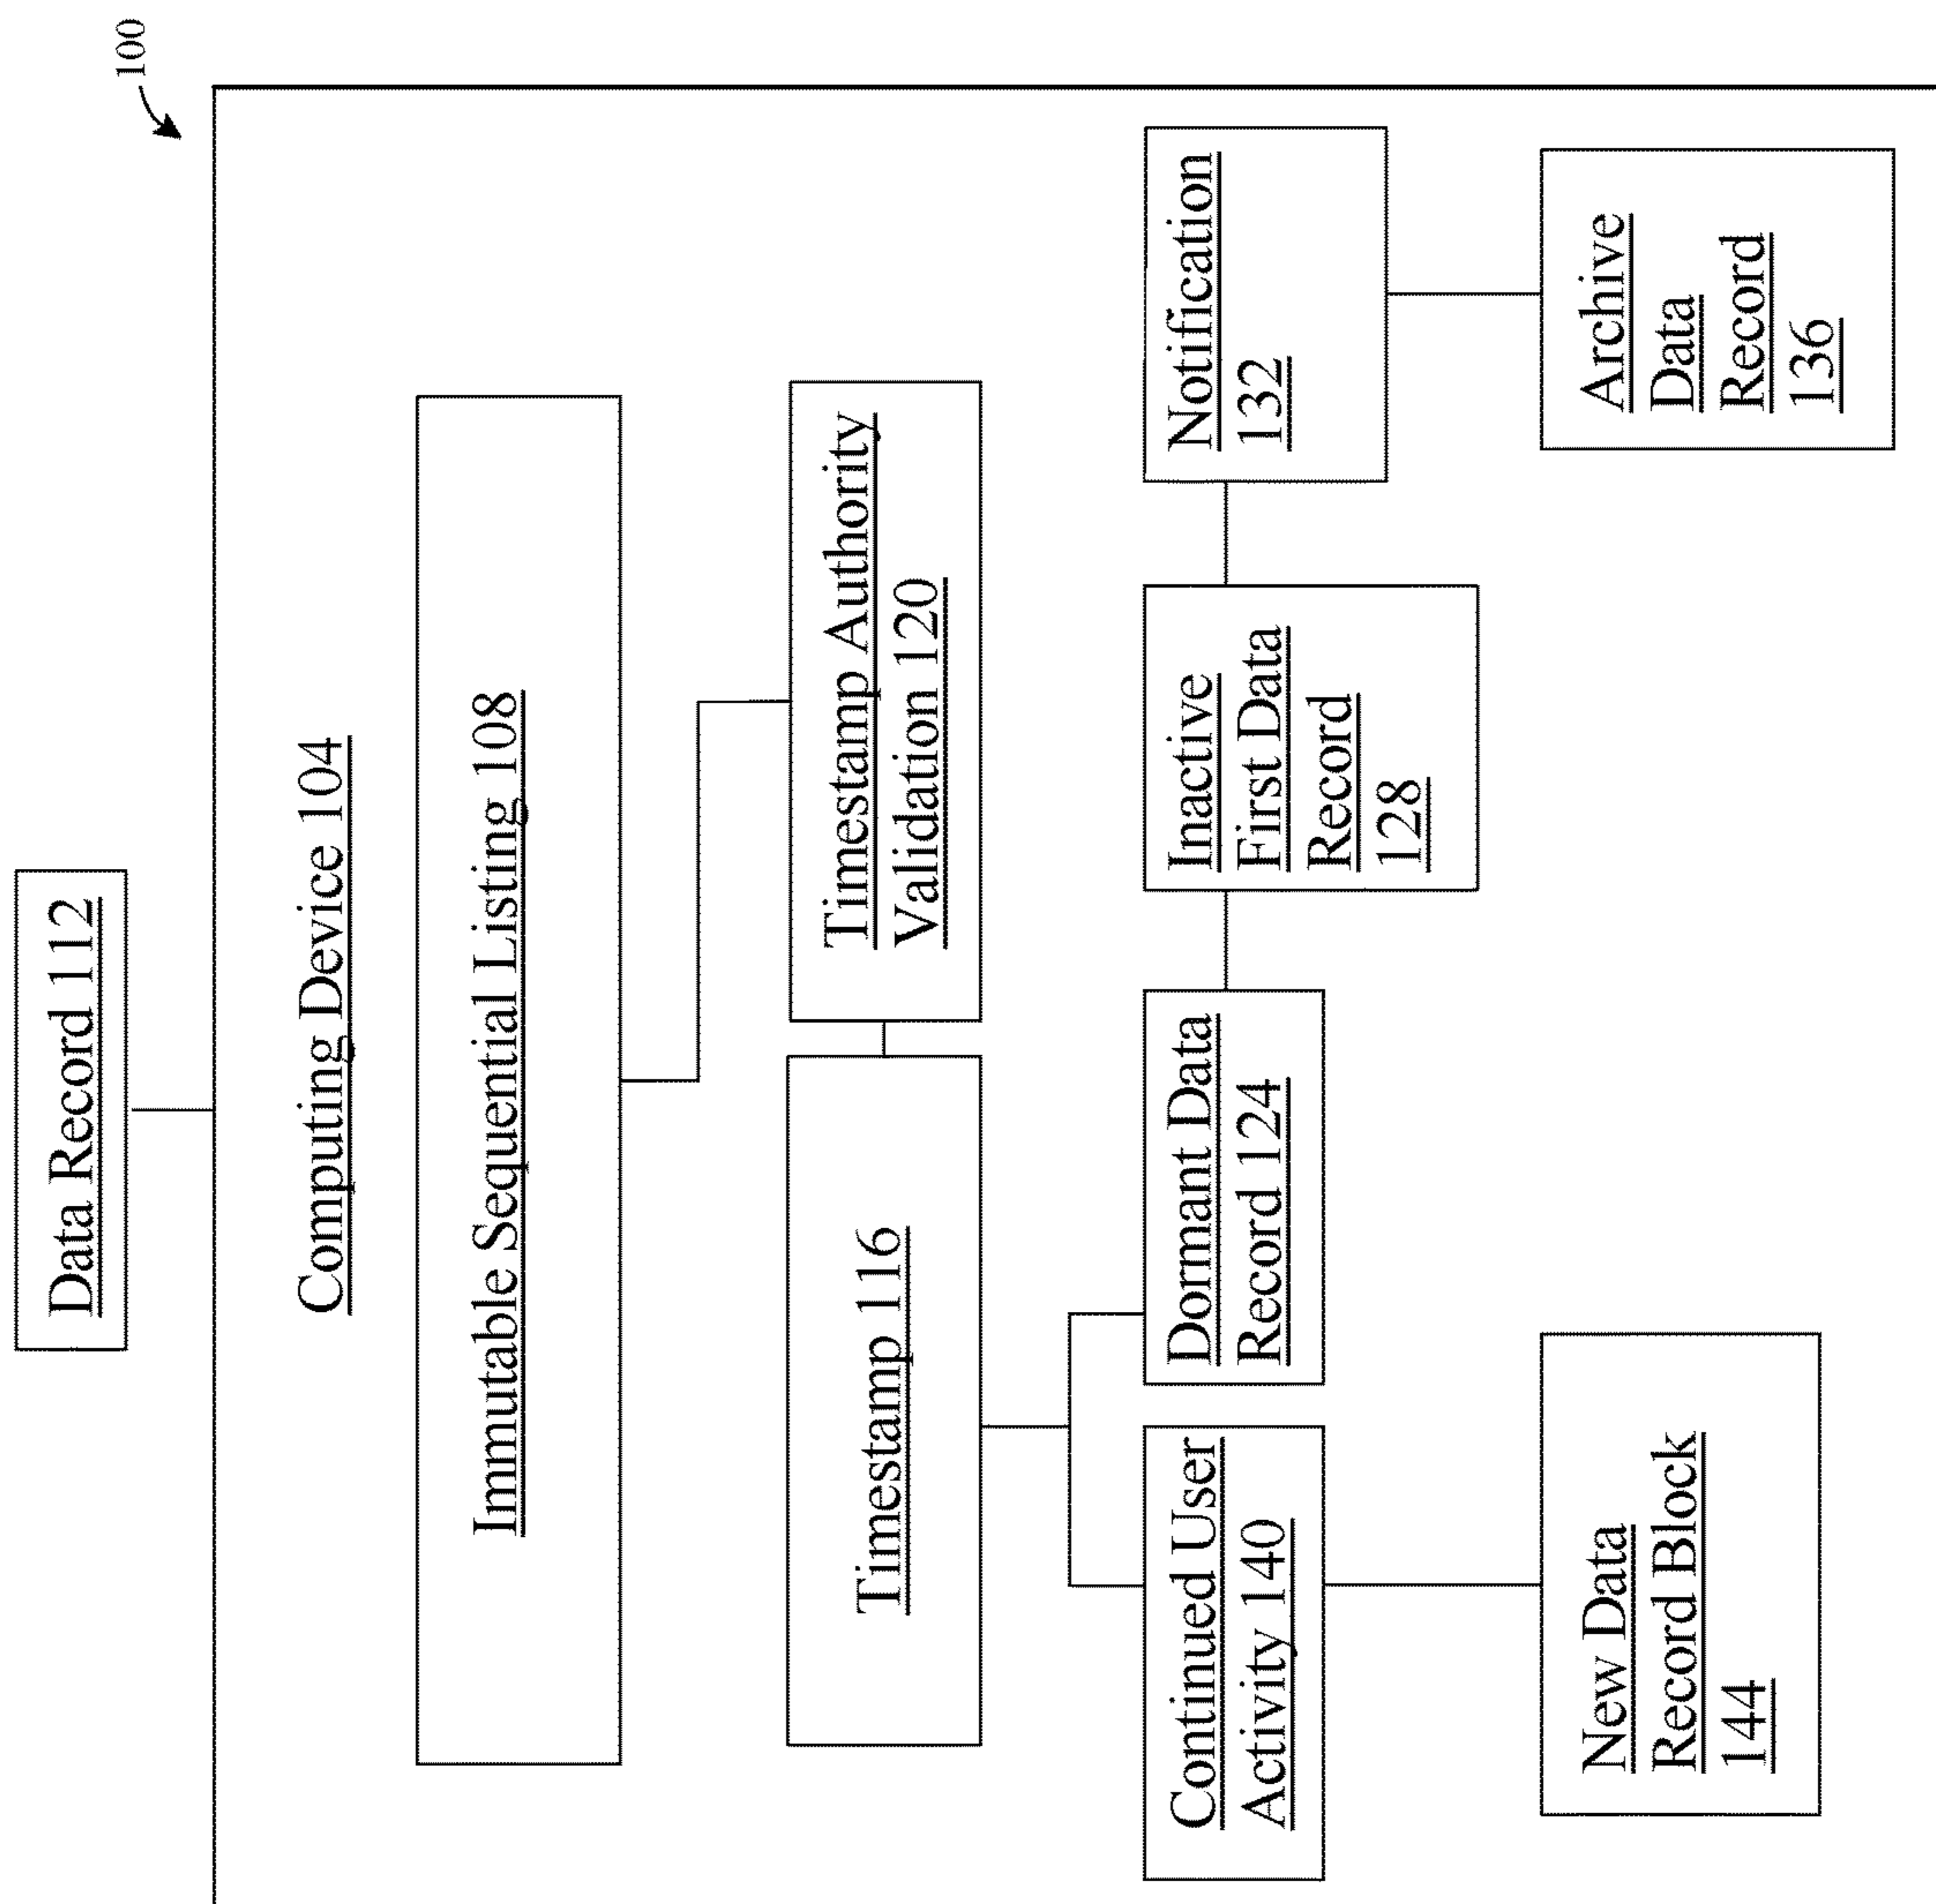 100
Data Record 112
Computing Device 104
Immutable Sequential Listing 108
Timestamp 116
Timestamp Authority
Validation 120
Continued User
Activity 140
Dormant Data
Record 124
Inactive
First Data
Record
128
Notification
132
New Data
Record Block
144
Archive
Data
Record
136